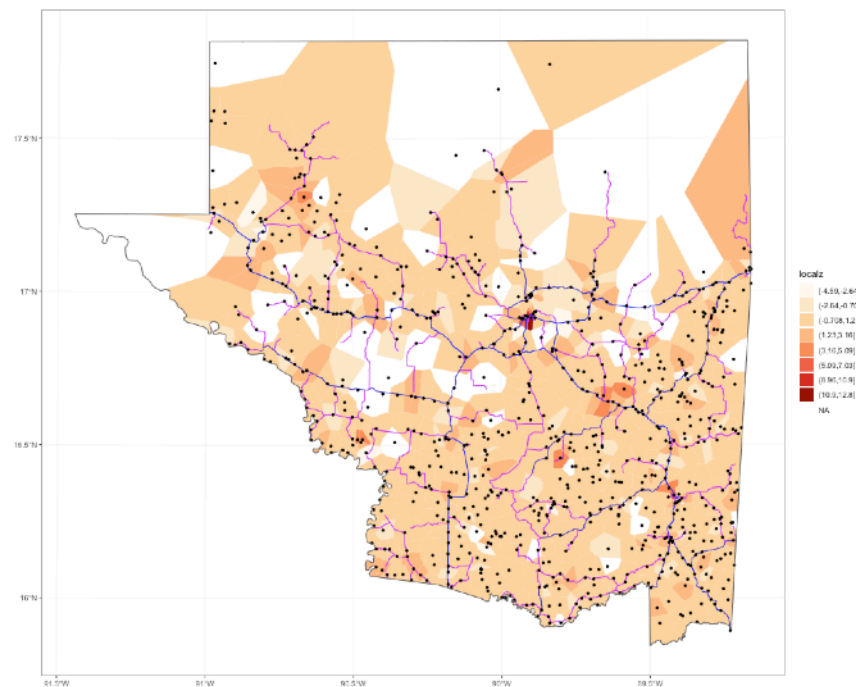 17.5°N
17°N
16.5°N
16°N
91.5°W
91°W
90.5°W
90°W
89.5°W
localz
(-4.59,-2.64
(-2.64,-0.70
(-0.708,1.2
(1.23,3.16]
(3.16,5.09]
(5.09,7.03]
(8.96,10.9]
(10.9,12.8]
NA